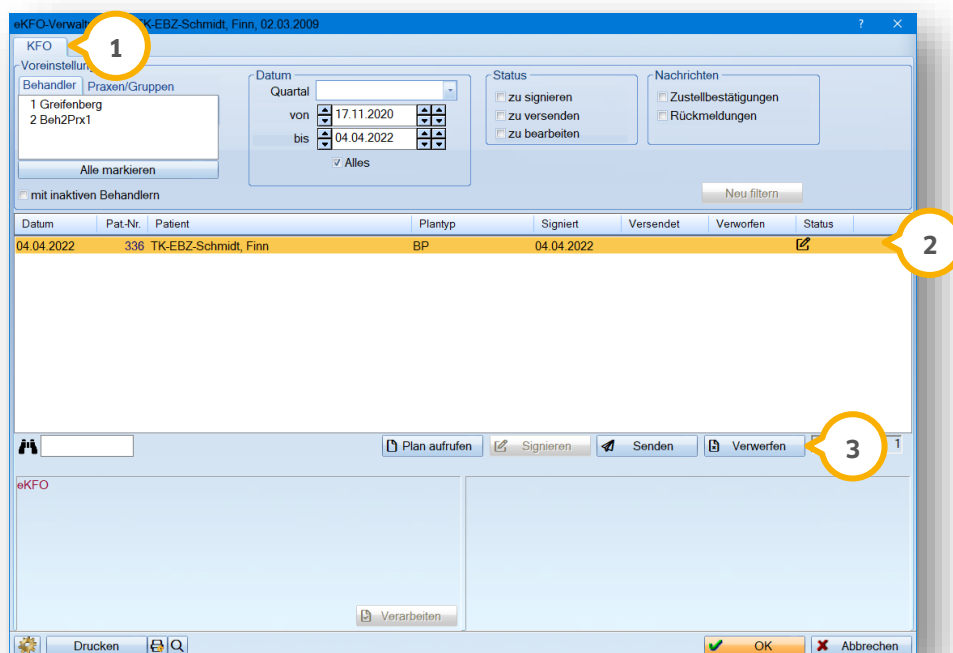 eKFO-Verwalt K-EBZ-Schmidt, Finn, 02.03.2009 ? ×
KFO
1
Voreinstellung
Behandler Praxen/Gruppen
1 Greifenberg
2 Beh2Prx1
Alle markieren
mit inaktiven Behandlern
Datum
Quartal
von 17.11.2020
bis 04.04.2022
Alles
Status
zu signieren
zu versenden
zu bearbeiten
Nachrichten
Zustellbestätigungen
Rückmeldungen
Neu filtern
Datum Pat.-Nr. Patient Plantyp Signiert Versendet Verworfen Status
04.04.2022 336 TK-EBZ-Schmidt, Finn BP 04.04.2022
2
Plan aufrufen Signieren Senden Verwerfen 1
3
eKFO
Verarbeiten
Drucken OK Abbrechen